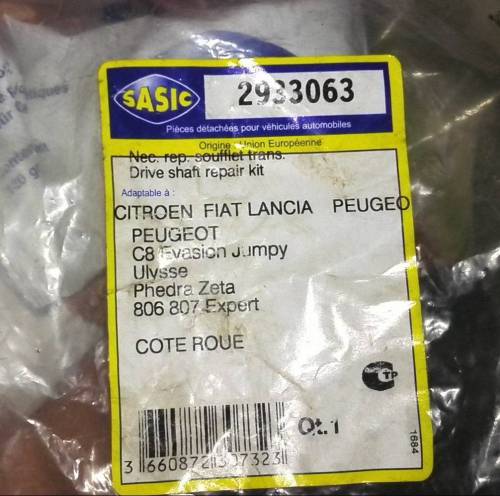 SASIC
2933063
Pièces détachées pour véhicules automobiles
Origine : Union Européenne
Nec. rep. soufflet trans.
Drive shaft repair kit
Adaptable à :
CITROEN FIAT LANCIA PEUGEO
PEUGEOT
C8 Evasion Jumpy
Ulysse
Phedra Zeta
806 807 Expert
COTE ROUE
TP
Qt.1
3 660872 307323
1684